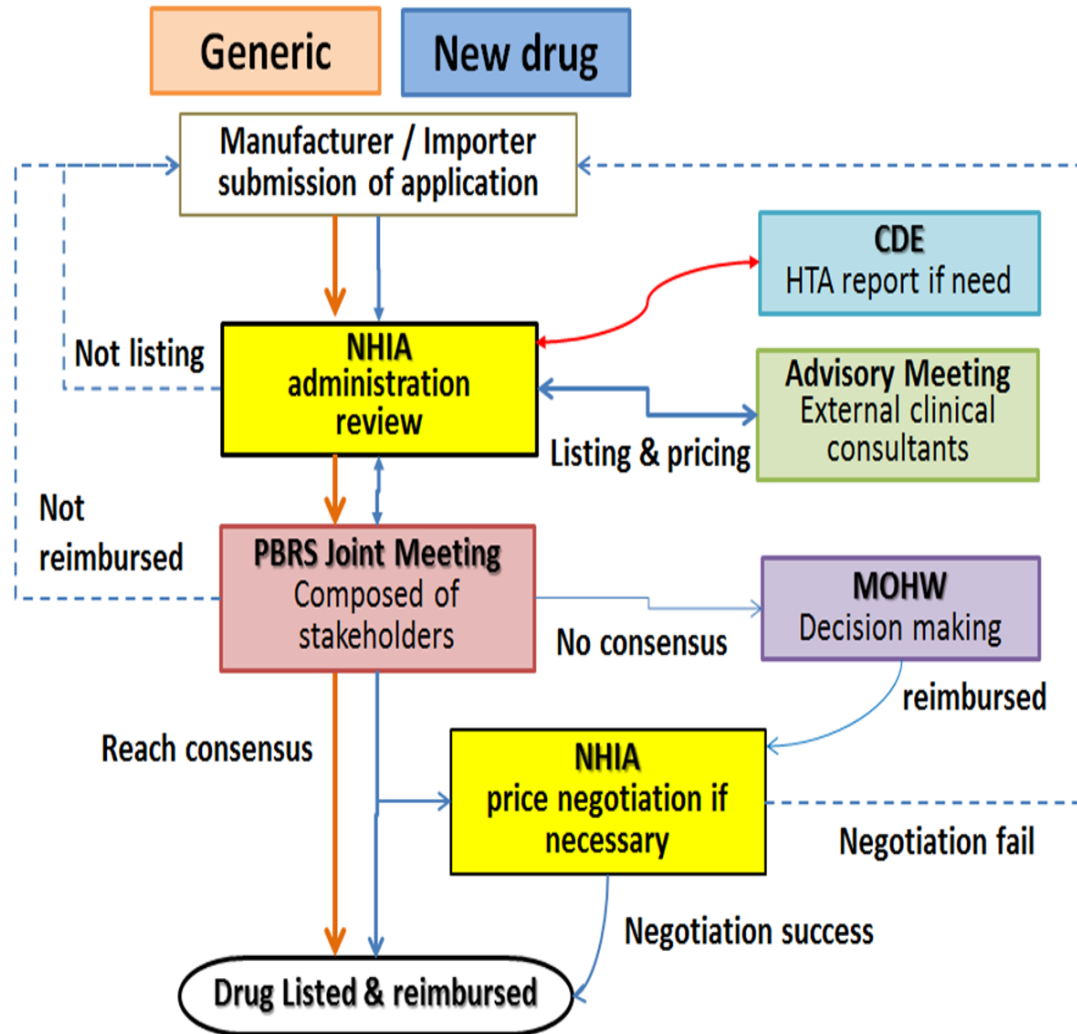 Generic
New drug
Manufacturer / Importer
submission of application
CDE
HTA report if need
Not listing
NHIA
administration
review
Advisory Meeting
External clinical
consultants
Listing & pricing
Not
reimbursed
PBRS Joint Meeting
Composed of
stakeholders
MOHW
Decision making
No consensus
reimbursed
Reach consensus
NHIA
price negotiation if
necessary
Negotiation fail
Negotiation success
Drug Listed & reimbursed